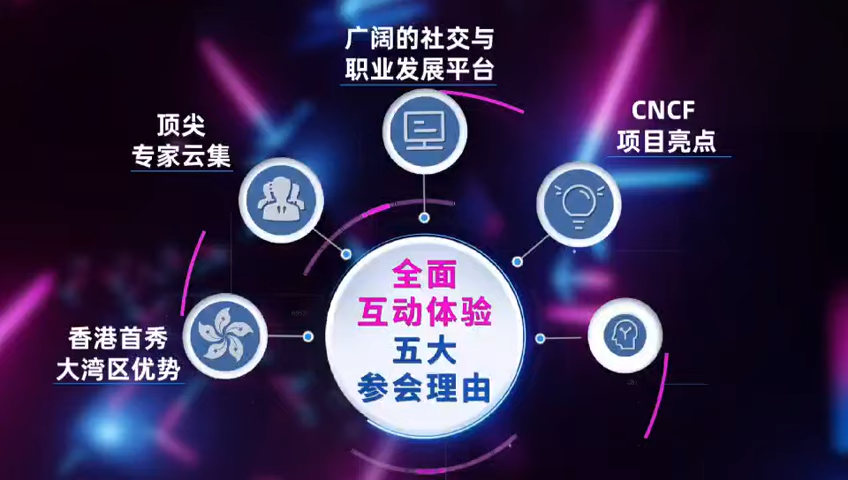 广阔的社交与
职业发展平台
CNCF
项目亮点
顶尖
专家云集
全面
互动体验
五大
参会理由
香港首秀
大湾区优势